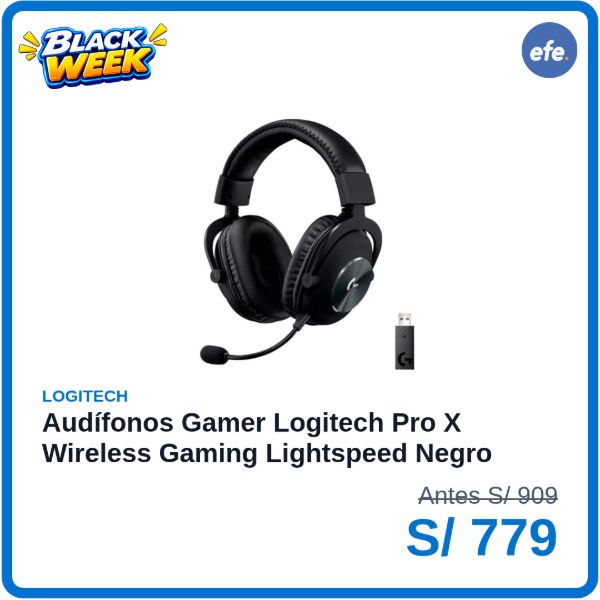 BLACK
WEEK
efe.
LOGITECH
Audífonos Gamer Logitech Pro X
Wireless Gaming Lightspeed Negro
Antes S/ 909
S/ 779